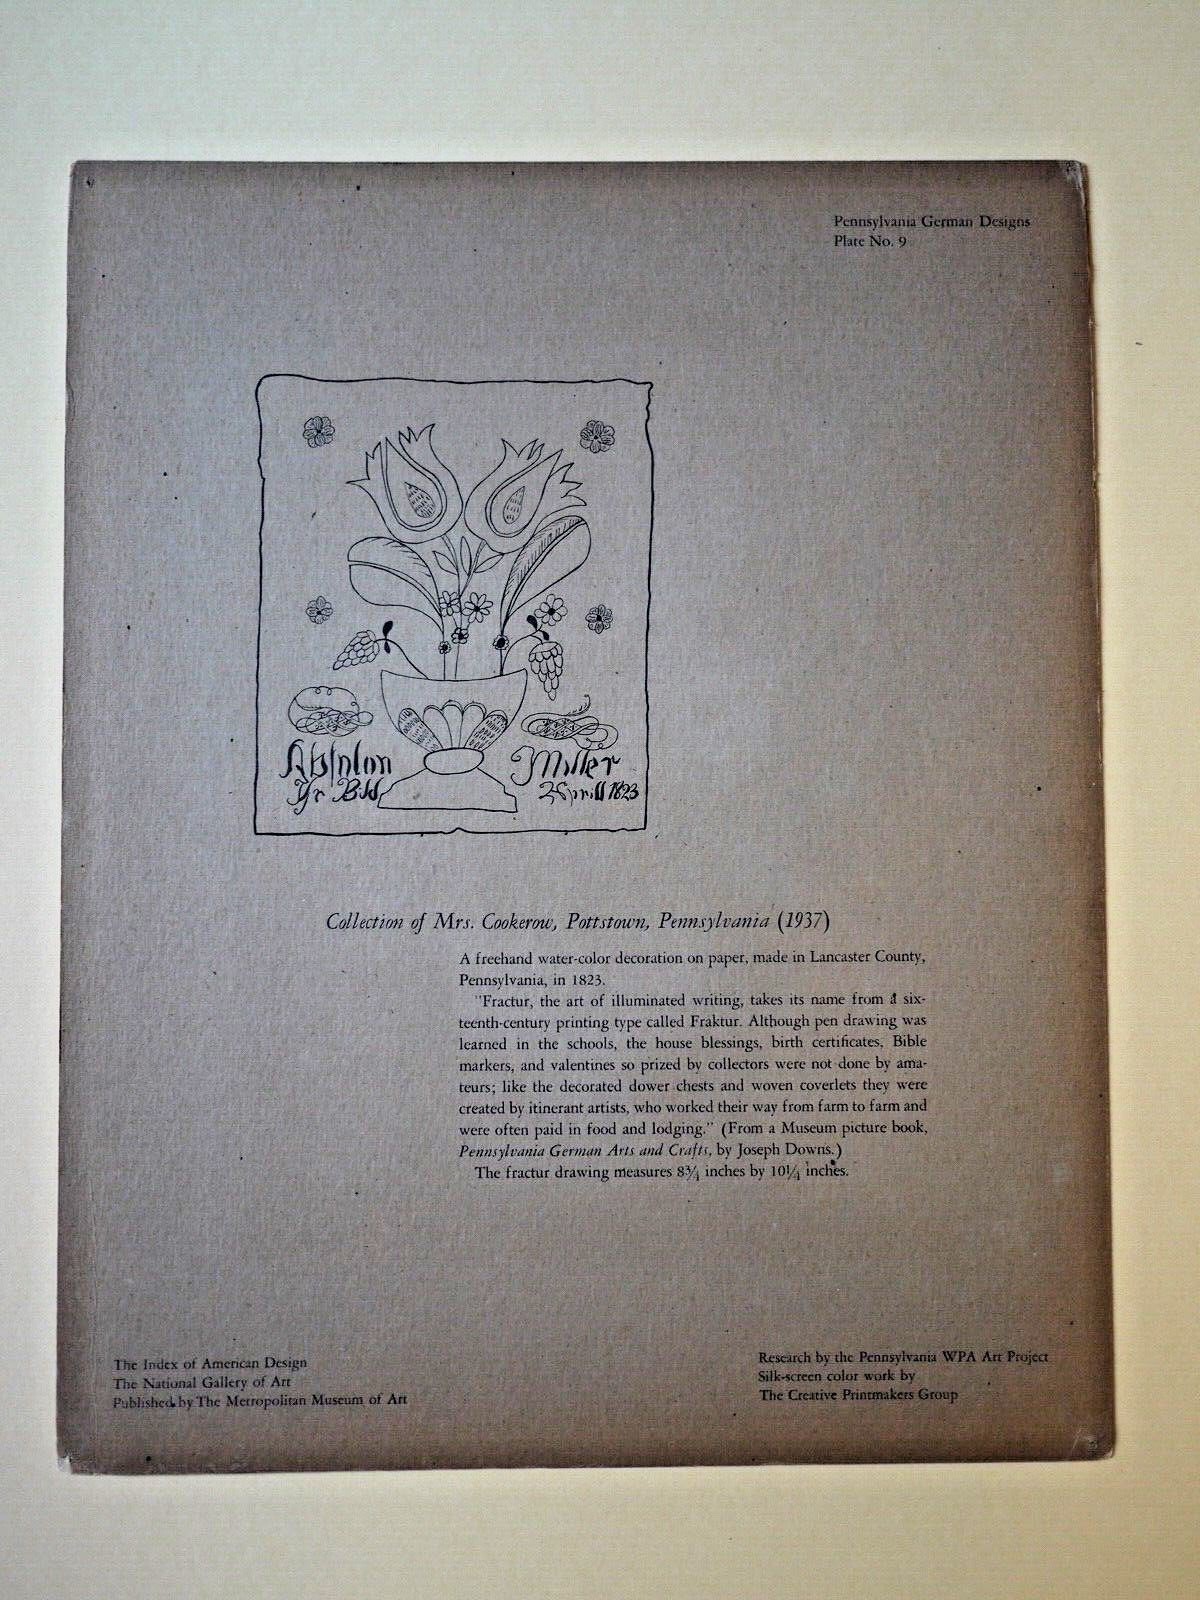 Pennsylvania German Designs
Plate No. 9
Miller
Aprill 1823
Collection of Mrs. Cookerow, Pottstown, Pennsylvania (1937)
A freehand water-color decoration on paper, made in Lancaster County,
Pennsylvania, in 1823.
"Fractur, the art of illuminated writing, takes its name from a six-
teenth-century printing type called Fraktur. Although pen drawing was
learned in the schools, the house blessings, birth certificates, Bible
markers, and valentines so prized by collectors were not done by ama-
teurs; like the decorated dower chests and woven coverlets they were
created by itinerant artists, who worked their way from farm to farm and
were often paid in food and lodging." (From a Museum picture book,
Pennsylvania German Arts and Crafts, by Joseph Downs.)
The fractur drawing measures 8¾ inches by 10¼ inches.
The Index of American Design
The National Gallery of Art
Published by The Metropolitan Museum of Art
Research by the Pennsylvania WPA Art Project
Silk-screen color work by
The Creative Printmakers Group